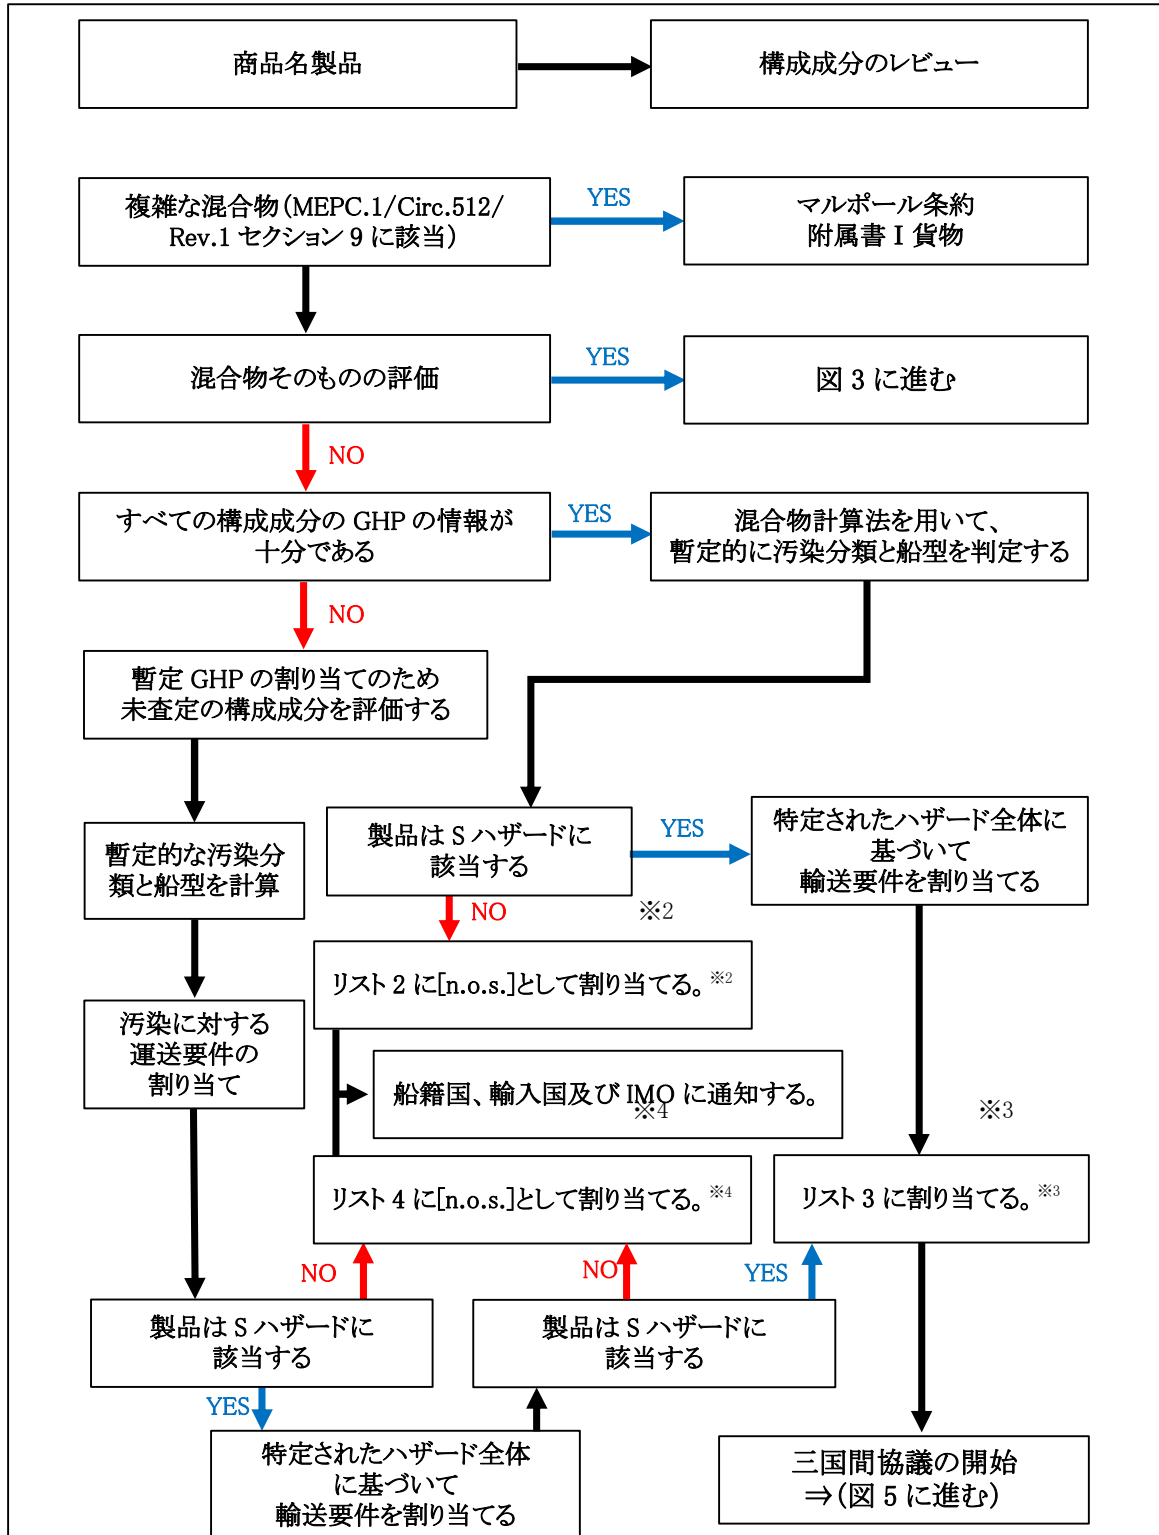 商品名製品
構成成分のレビュー
複雑な混合物(MEPC.1/Circ.512/
Rev.1 セクション 9 に該当)
YES
マルポール条約
附属書 I 貨物
混合物そのものの評価
YES
図 3 に進む
NO
すべての構成成分の GHP の情報が
十分である
YES
混合物計算法を用いて、
暫定的に汚染分類と船型を判定する
NO
暫定 GHP の割り当てのため
未査定の構成成分を評価する
暫定的な汚染分
類と船型を計算
製品は S ハザードに
該当する
YES
特定されたハザード全体に
基づいて
輸送要件を割り当てる
NO
※2
リスト 2 に[n.o.s.]として割り当てる。※2
汚染に対する
運送要件の
割り当て
船籍国、輸入国及び IMO に通知する。
※4
※3
リスト 4 に[n.o.s.]として割り当てる。※4
リスト 3 に割り当てる。※3
NO
NO
YES
製品は S ハザードに
該当する
製品は S ハザードに
該当する
YES
特定されたハザード全体
に基づいて
輸送要件を割り当てる
三国間協議の開始
⇒(図 5 に進む)